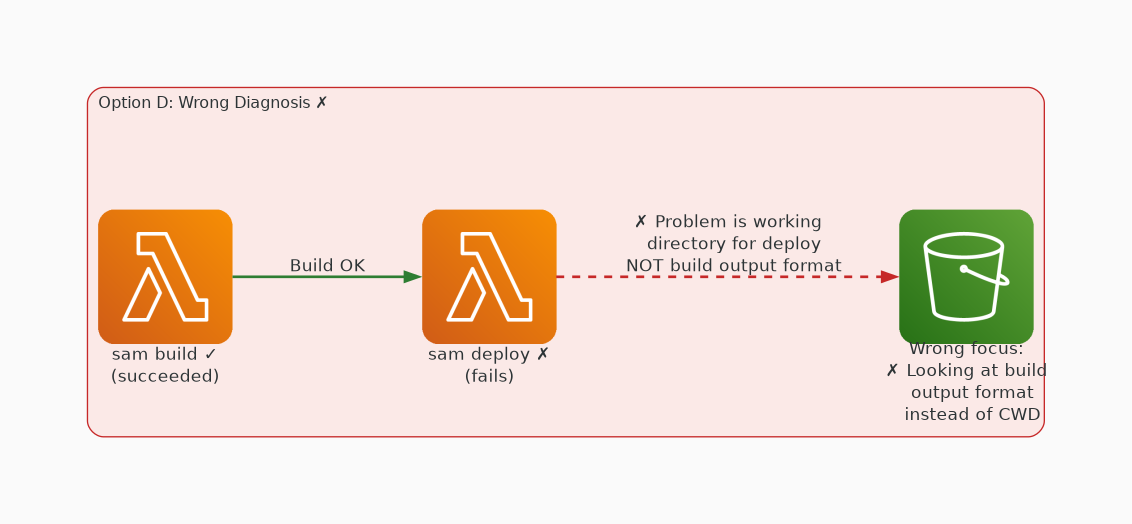 Option D: Wrong Diagnosis ✗
Build OK
✗ Problem is working
directory for deploy
NOT build output format
sam build ✓
(succeeded)
sam deploy ✗
(fails)
Wrong focus:
✗ Looking at build
output format
instead of CWD